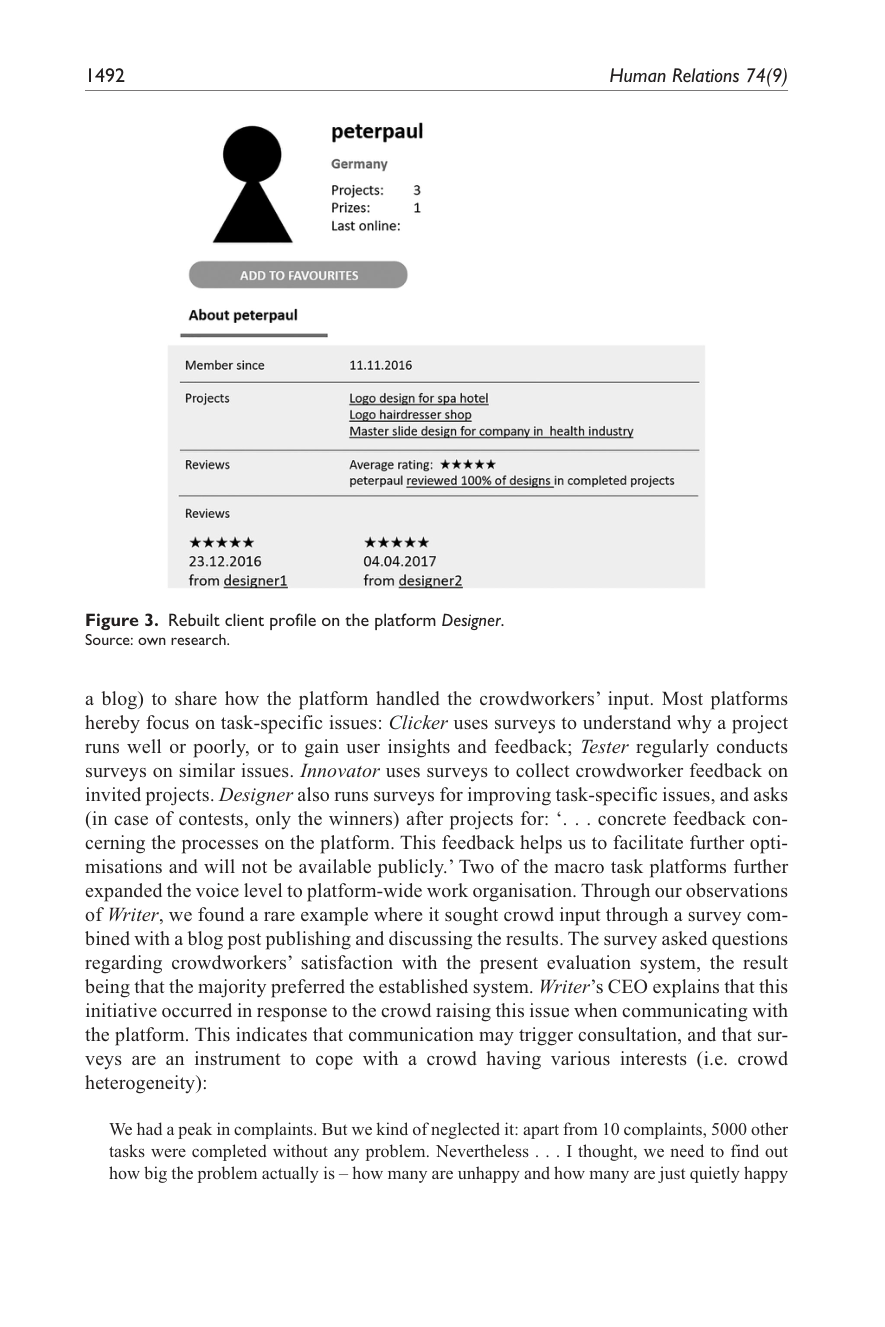 1492
Human Relations 74(9)
peterpaul
Germany
Projects: 3
Prizes: 1
Last online:
ADD TO FAVOURITES
About peterpaul
Member since 11.11.2016
Projects Logo design for spa hotel
Logo hairdresser shop
Master slide design for company in health industry
Reviews Average rating: ★★★★★
peterpaul reviewed 100% of designs in completed projects
Reviews
★★★★★ ★★★★★
23.12.2016 04.04.2017
from designer1 from designer2
Figure 3. Rebuilt client profile on the platform Designer.
Source: own research.
a blog) to share how the platform handled the crowdworkers’ input. Most platforms
hereby focus on task-specific issues: Clicker uses surveys to understand why a project
runs well or poorly, or to gain user insights and feedback; Tester regularly conducts
surveys on similar issues. Innovator uses surveys to collect crowdworker feedback on
invited projects. Designer also runs surveys for improving task-specific issues, and asks
(in case of contests, only the winners) after projects for: ‘. . . concrete feedback con-
cerning the processes on the platform. This feedback helps us to facilitate further opti-
misations and will not be available publicly.’ Two of the macro task platforms further
expanded the voice level to platform-wide work organisation. Through our observations
of Writer, we found a rare example where it sought crowd input through a survey com-
bined with a blog post publishing and discussing the results. The survey asked questions
regarding crowdworkers’ satisfaction with the present evaluation system, the result
being that the majority preferred the established system. Writer’s CEO explains that this
initiative occurred in response to the crowd raising this issue when communicating with
the platform. This indicates that communication may trigger consultation, and that sur-
veys are an instrument to cope with a crowd having various interests (i.e. crowd
heterogeneity):
We had a peak in complaints. But we kind of neglected it: apart from 10 complaints, 5000 other
tasks were completed without any problem. Nevertheless . . . I thought, we need to find out
how big the problem actually is – how many are unhappy and how many are just quietly happy